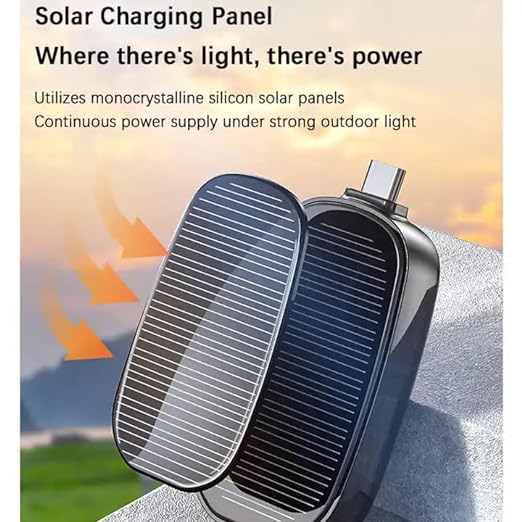 Solar Charging Panel
Where there's light, there's power
Utilizes monocrystalline silicon solar panels
Continuous power supply under strong outdoor light